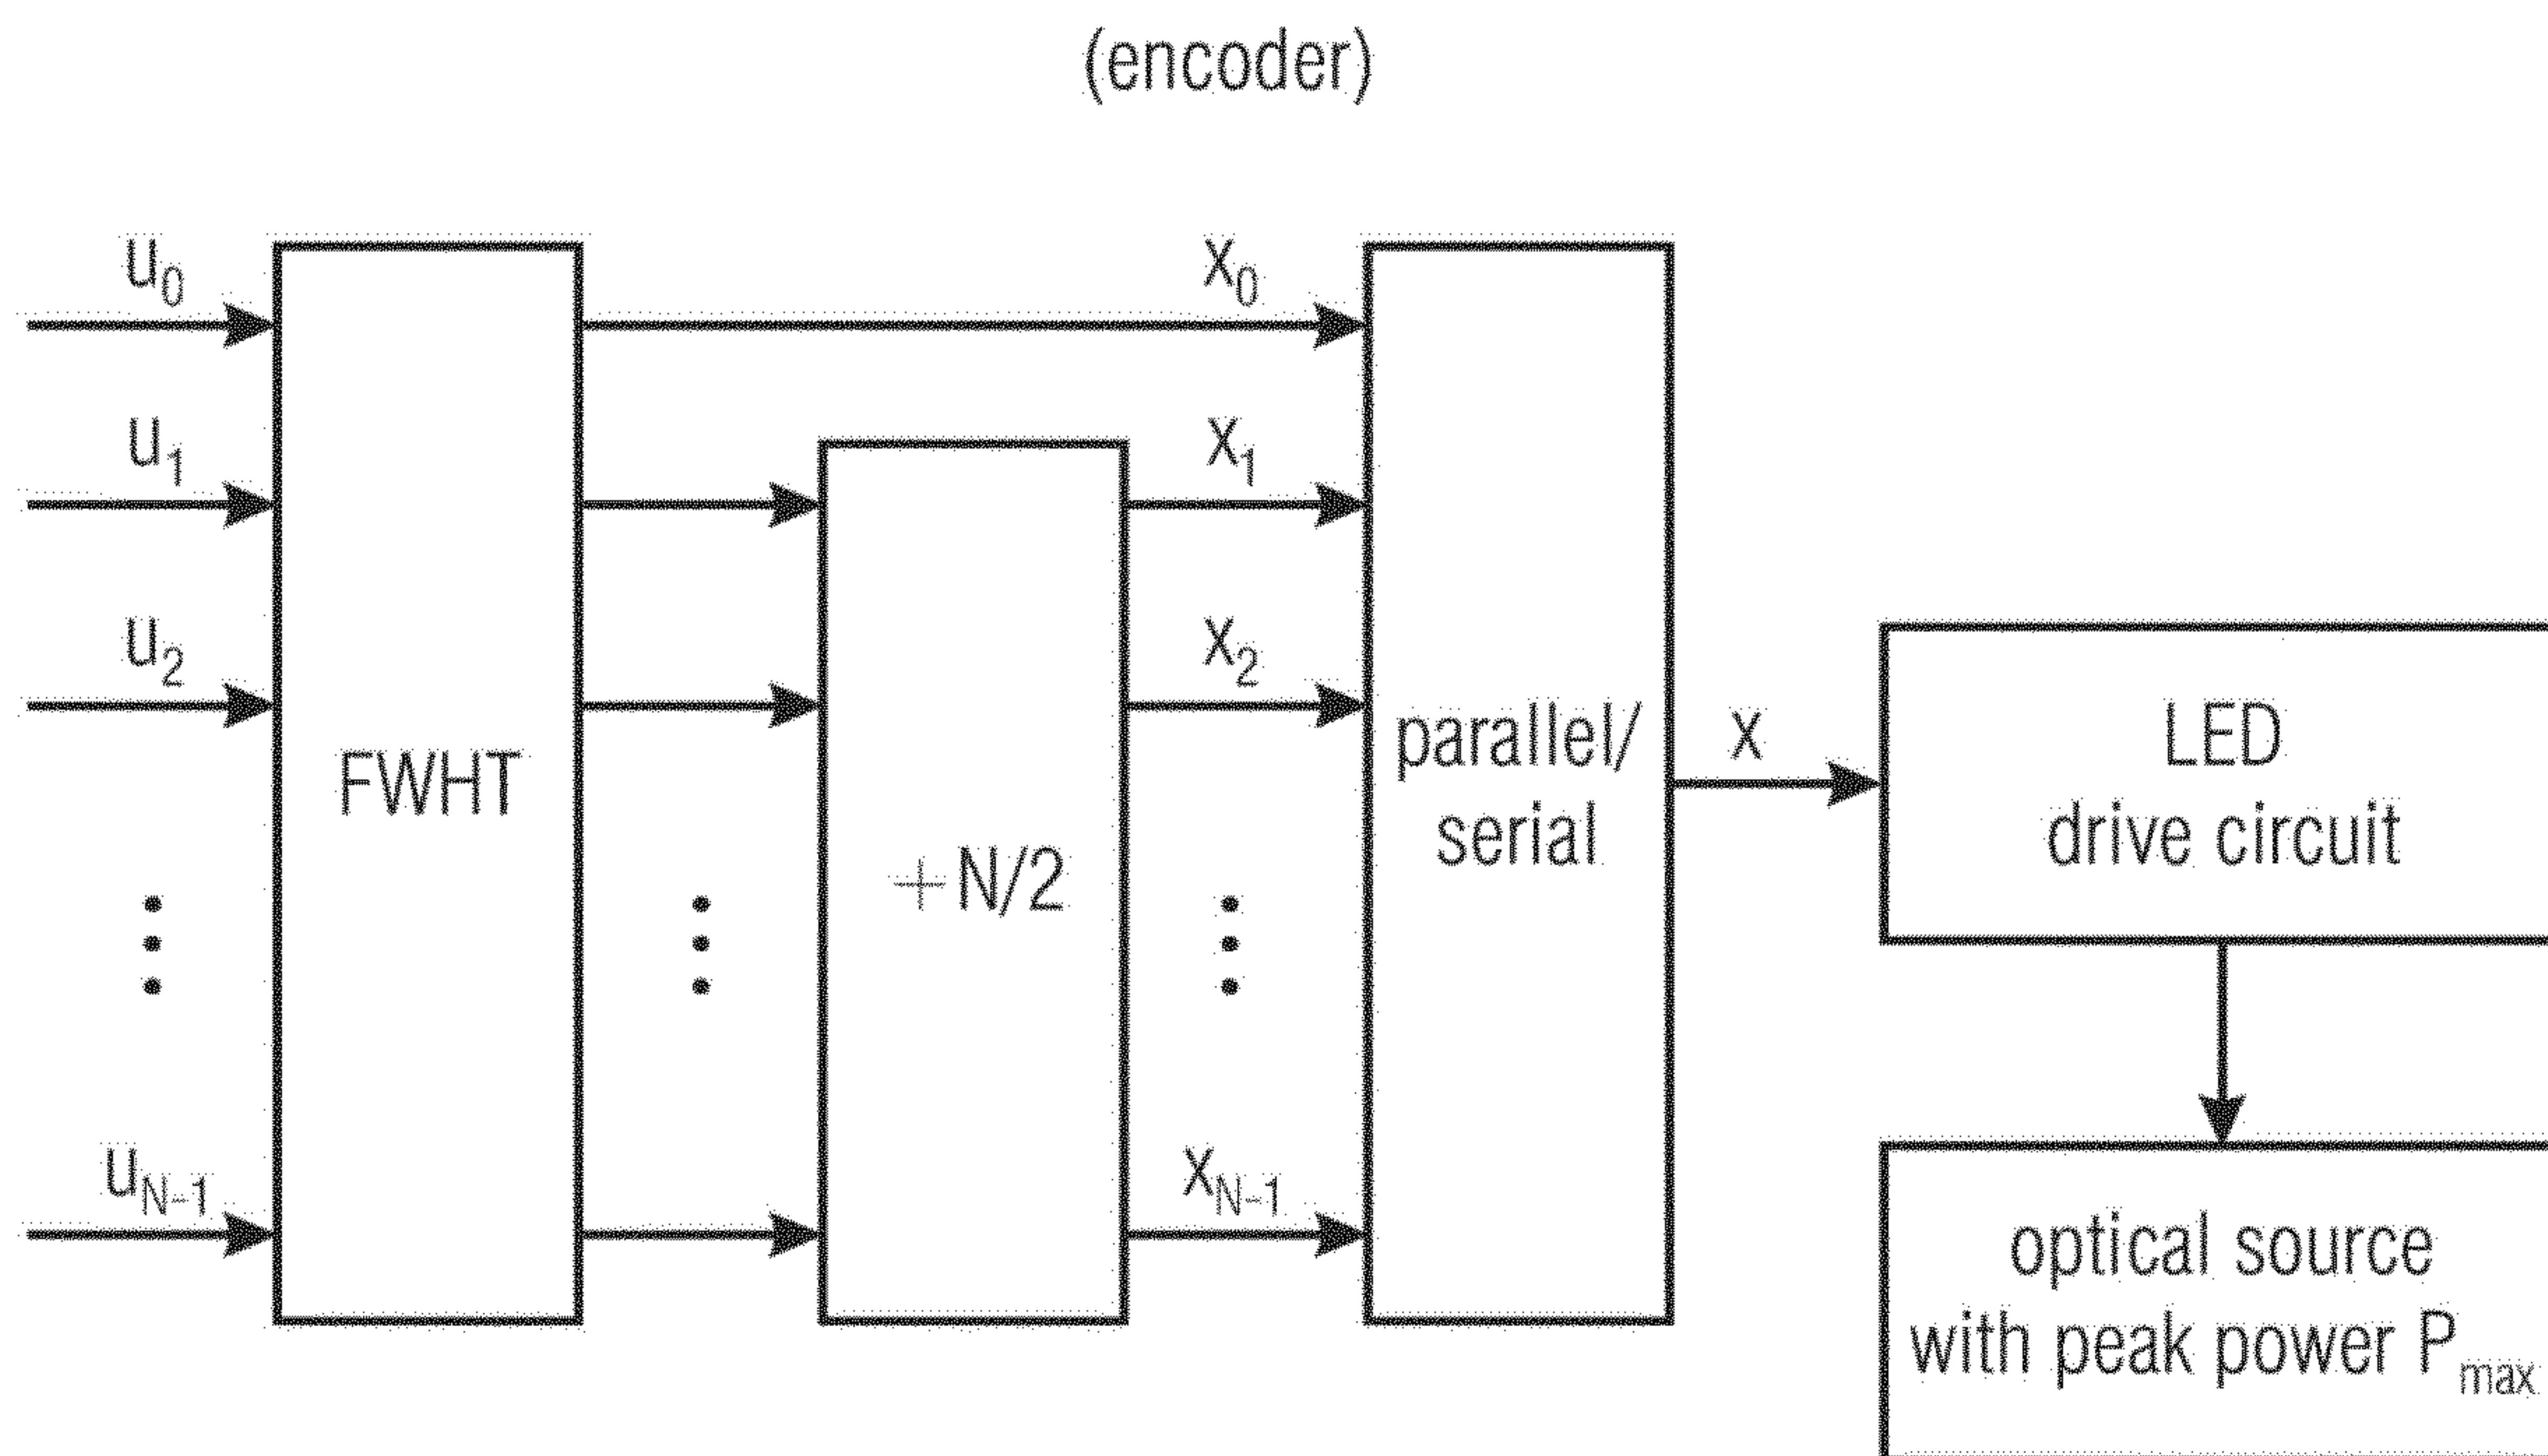 (encoder)
u0
u1
u2
uN-1
FWHT
+N/2
x0
x1
x2
xN-1
parallel/
serial
x
LED
drive circuit
optical source
with peak power Pmax